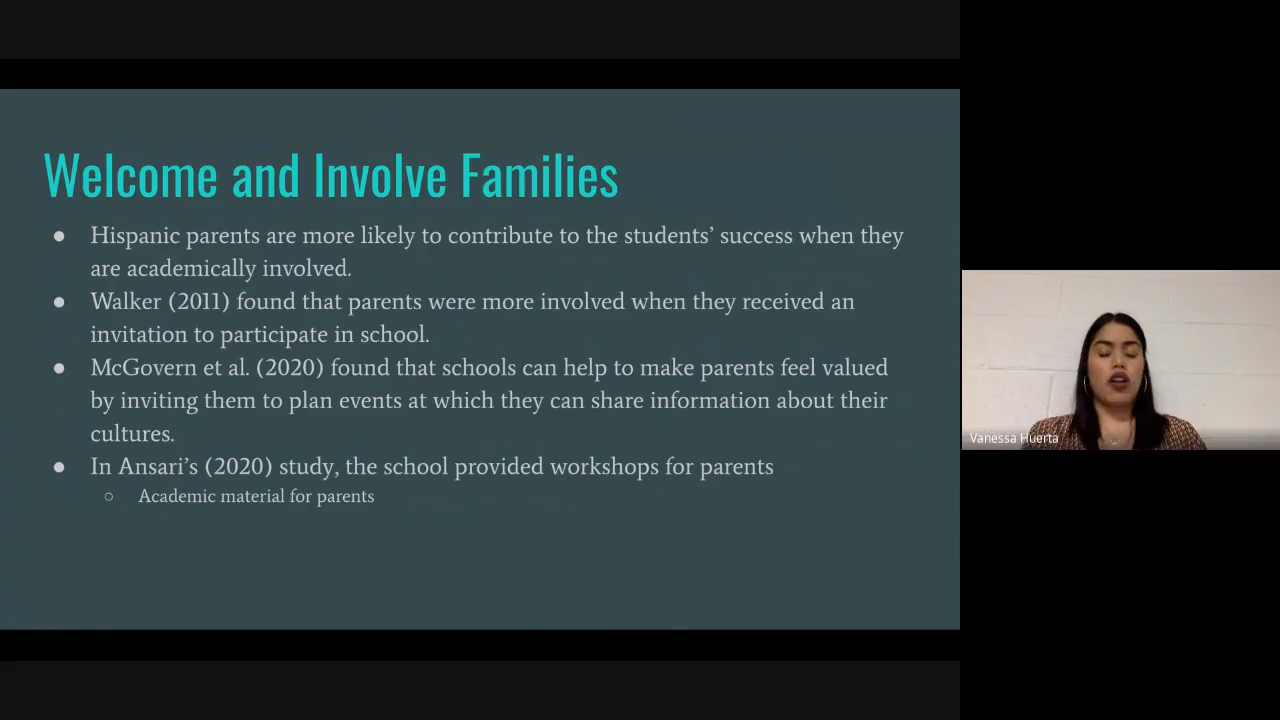 Welcome and Involve Families
● Hispanic parents are more likely to contribute to the students’ success when they
are academically involved.
● Walker (2011) found that parents were more involved when they received an
invitation to participate in school.
● McGovern et al. (2020) found that schools can help to make parents feel valued
by inviting them to plan events at which they can share information about their
cultures.
● In Ansari’s (2020) study, the school provided workshops for parents
○ Academic material for parents
Vanessa Huerta